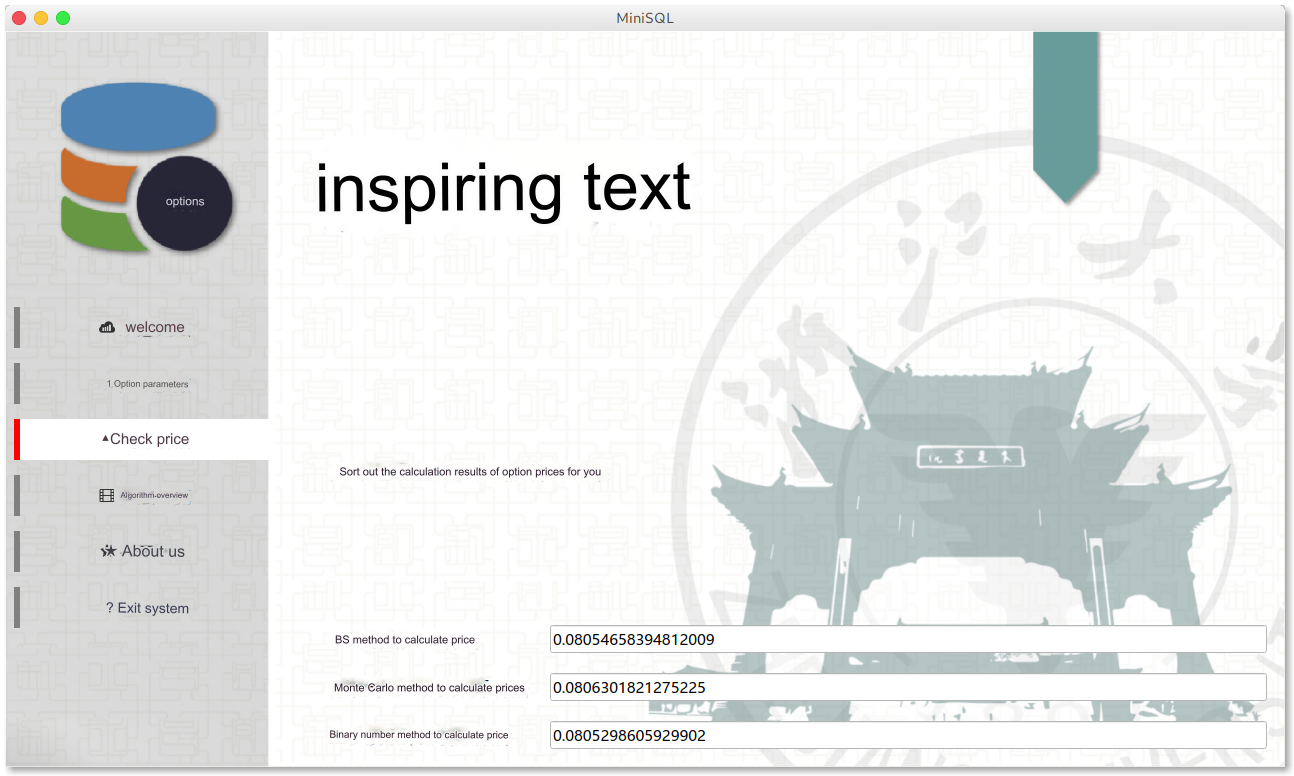 MiniSQL
options
welcome
1 Option parameters
Check price
Algorithm-overview
About us
? Exit system
inspiring text
Sort out the calculation results of option prices for you
BS method to calculate price
0.08054658394812009
Monte Carlo method to calculate prices
0.0806301821275225
Binary number method to calculate price
0.0805298605929902